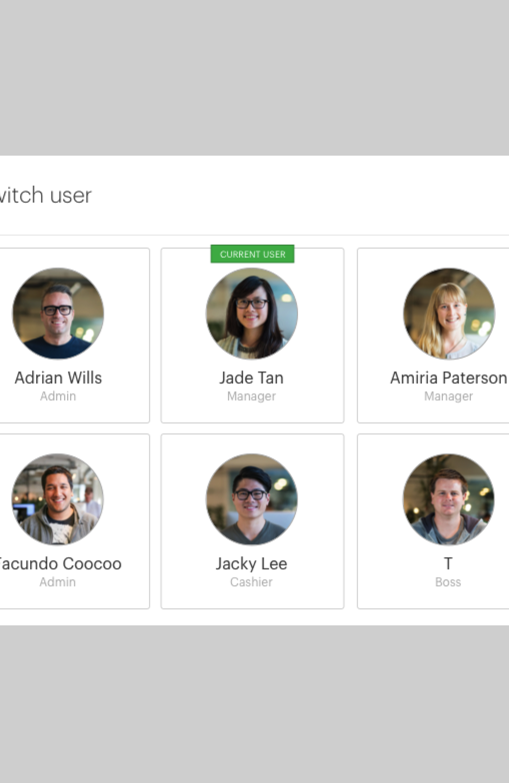 witch user
CURRENT USER
Adrian Wills
Jade Tan
Amiria Paterson
Admin
Manager
Manager
acundo Coocoo
Jacky Lee
T
Admin
Cashier
Boss